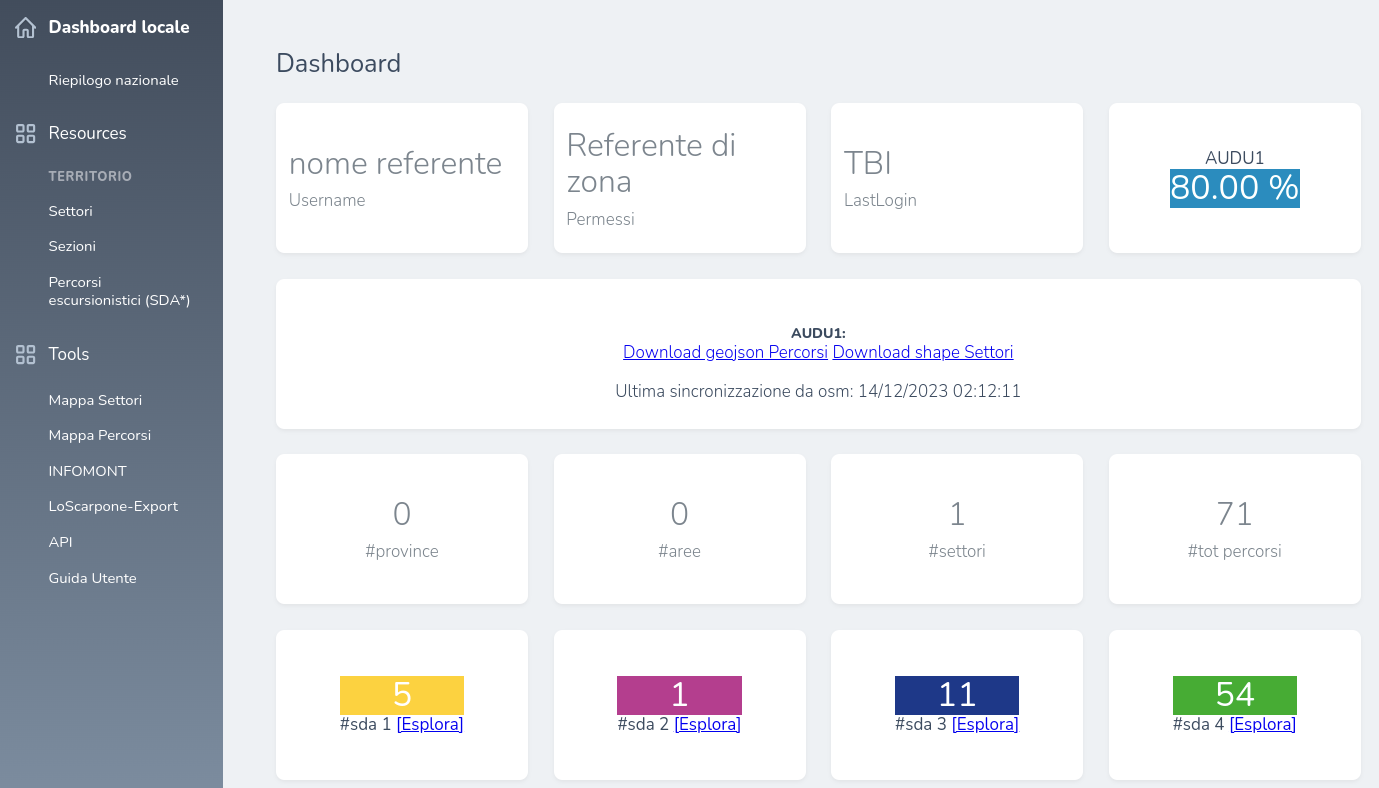 Dashboard locale
Riepilogo nazionale
Resources
TERRITORIO
Settori
Sezioni
Percorsi
escursionistici (SDA*)
Tools
Mappa Settori
Mappa Percorsi
INFOMONT
LoScarpone-Export
API
Guida Utente
Dashboard
nome referente
Username
Referente di
zona
Permessi
TBI
LastLogin
AUDU1
80.00 %
AUDU1:
Download geojson Percorsi Download shape Settori
Ultima sincronizzazione da osm: 14/12/2023 02:12:11
0
#province
0
#aree
1
#settori
71
#tot percorsi
5
#sda 1 [Esplora]
1
#sda 2 [Esplora]
11
#sda 3 [Esplora]
54
#sda 4 [Esplora]